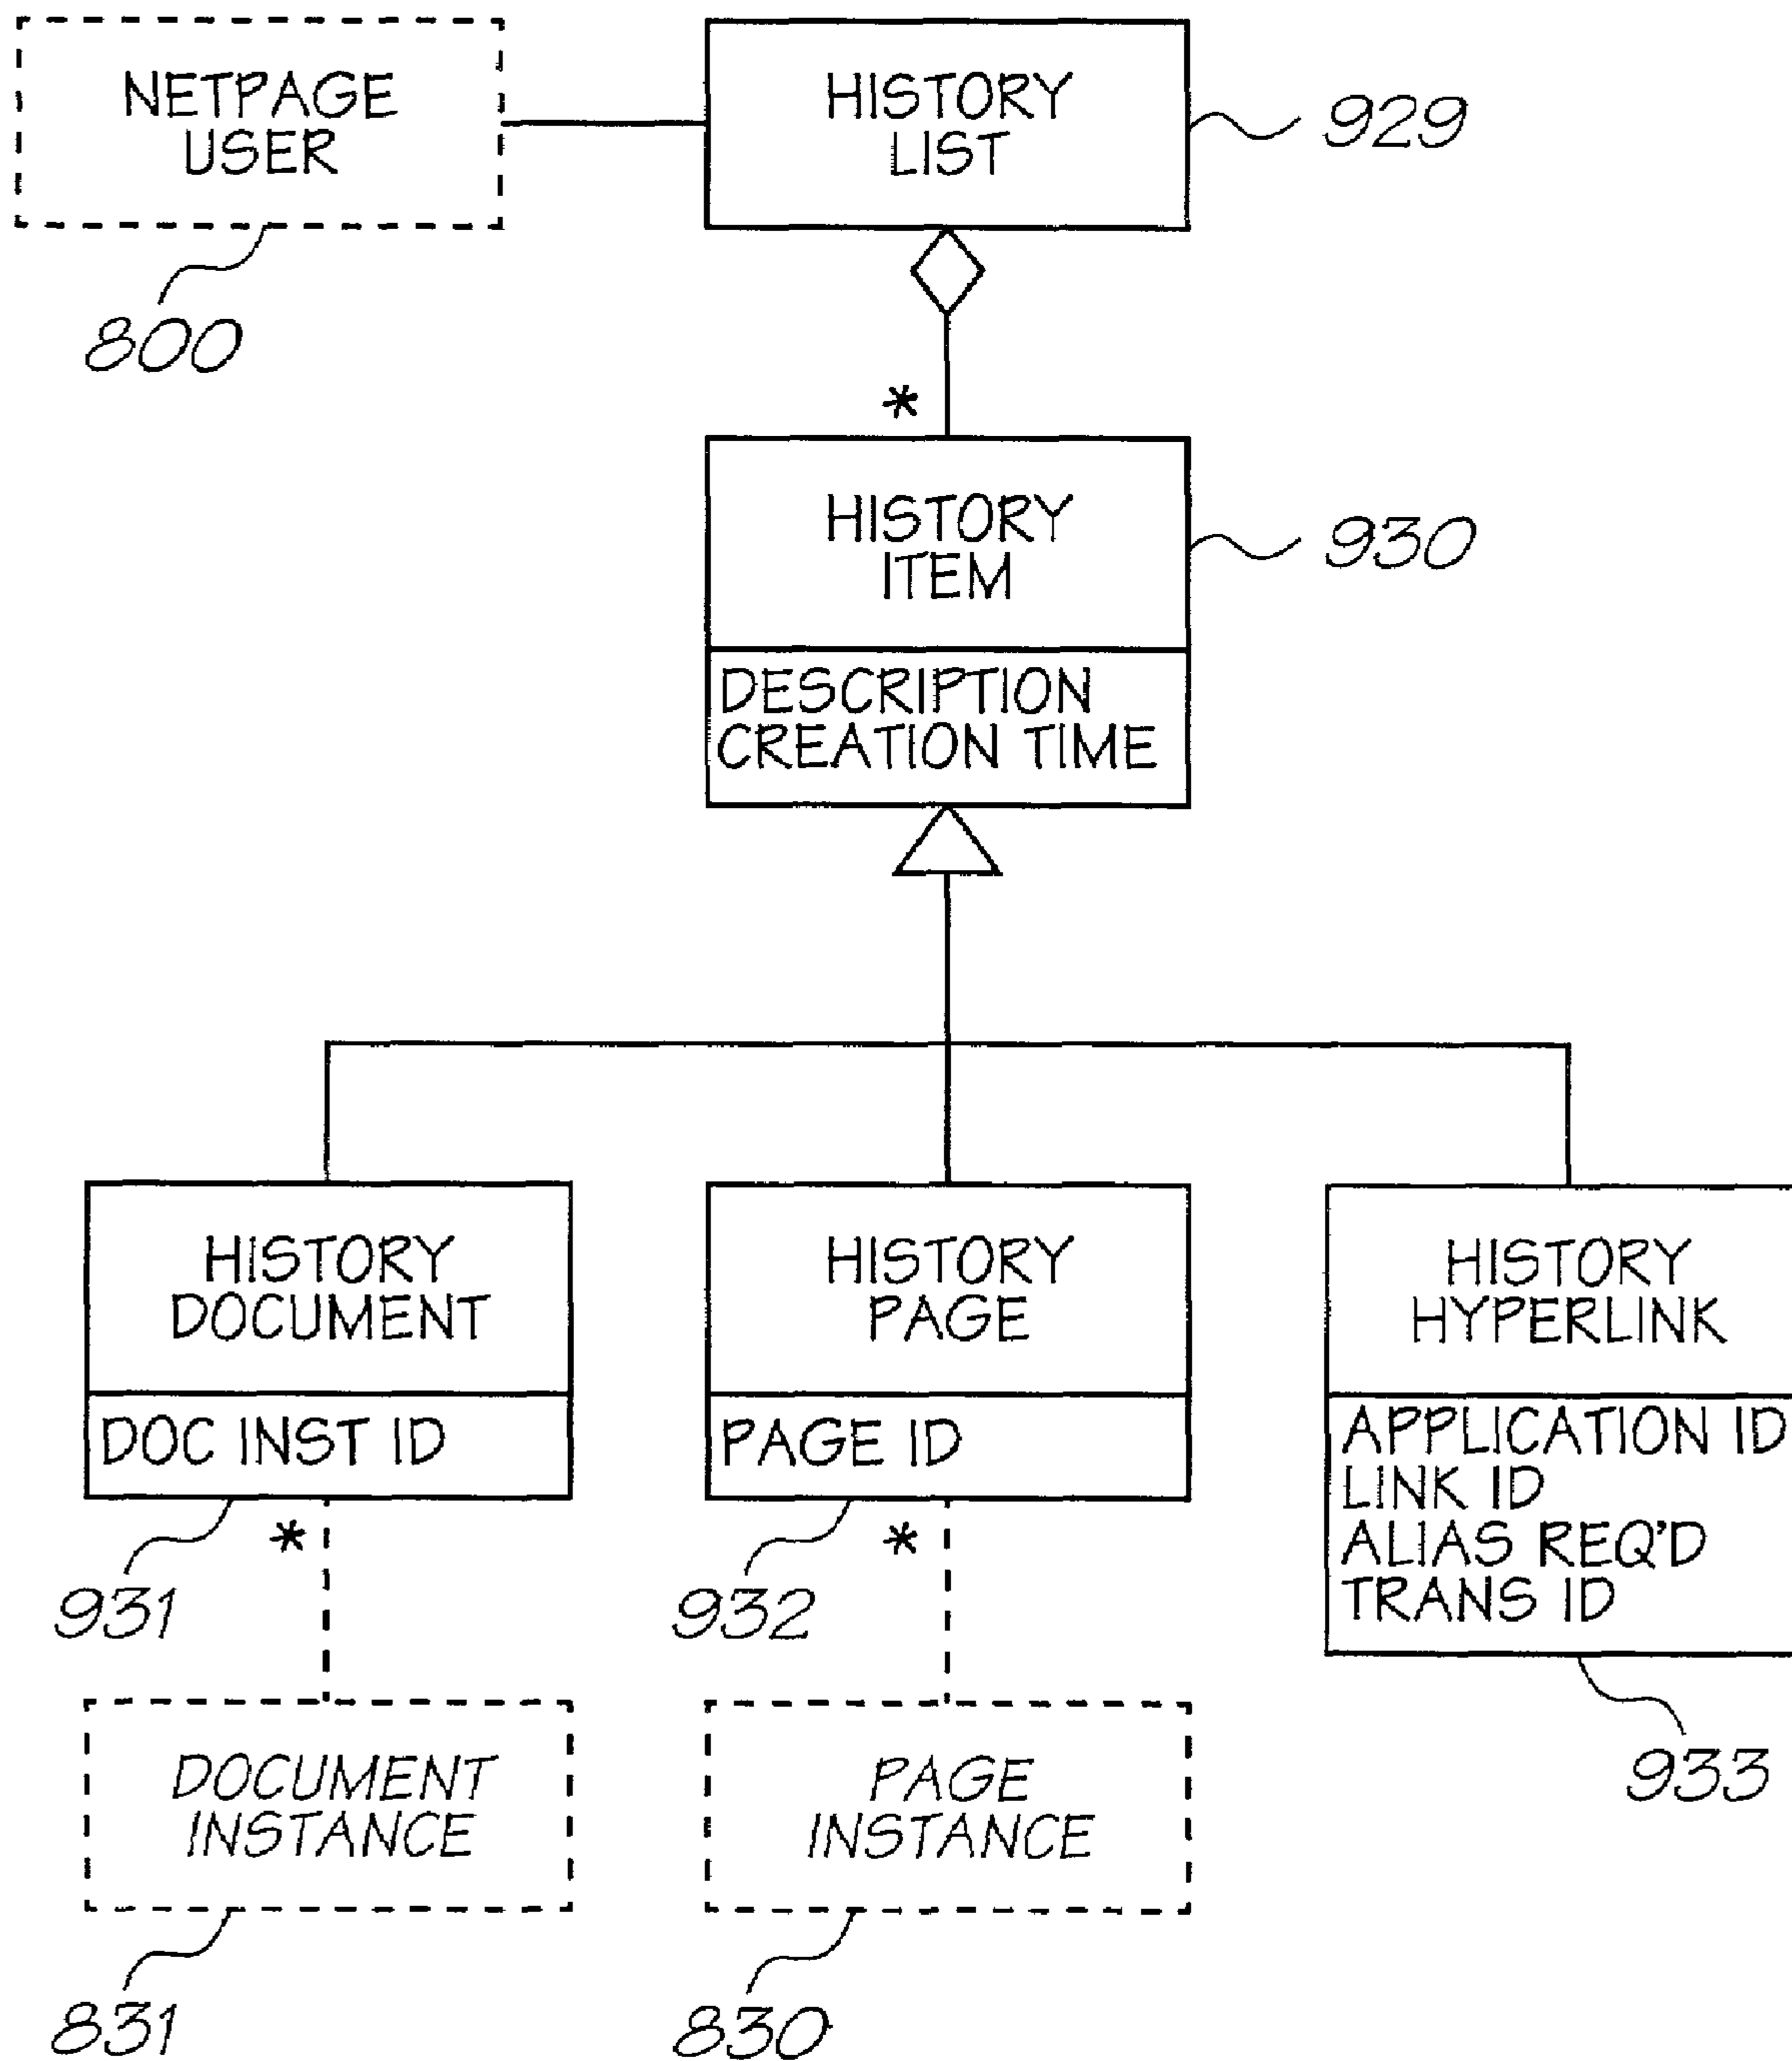 NETPAGE
USER
800
HISTORY
LIST
929
*
HISTORY
ITEM
930
DESCRIPTION
CREATION TIME
HISTORY
DOCUMENT
DOC INST ID
931
*
HISTORY
PAGE
PAGE ID
932
*
HISTORY
HYPERLINK
APPLICATION ID
LINK ID
ALIAS REQ'D
TRANS ID
933
DOCUMENT
INSTANCE
831
PAGE
INSTANCE
830